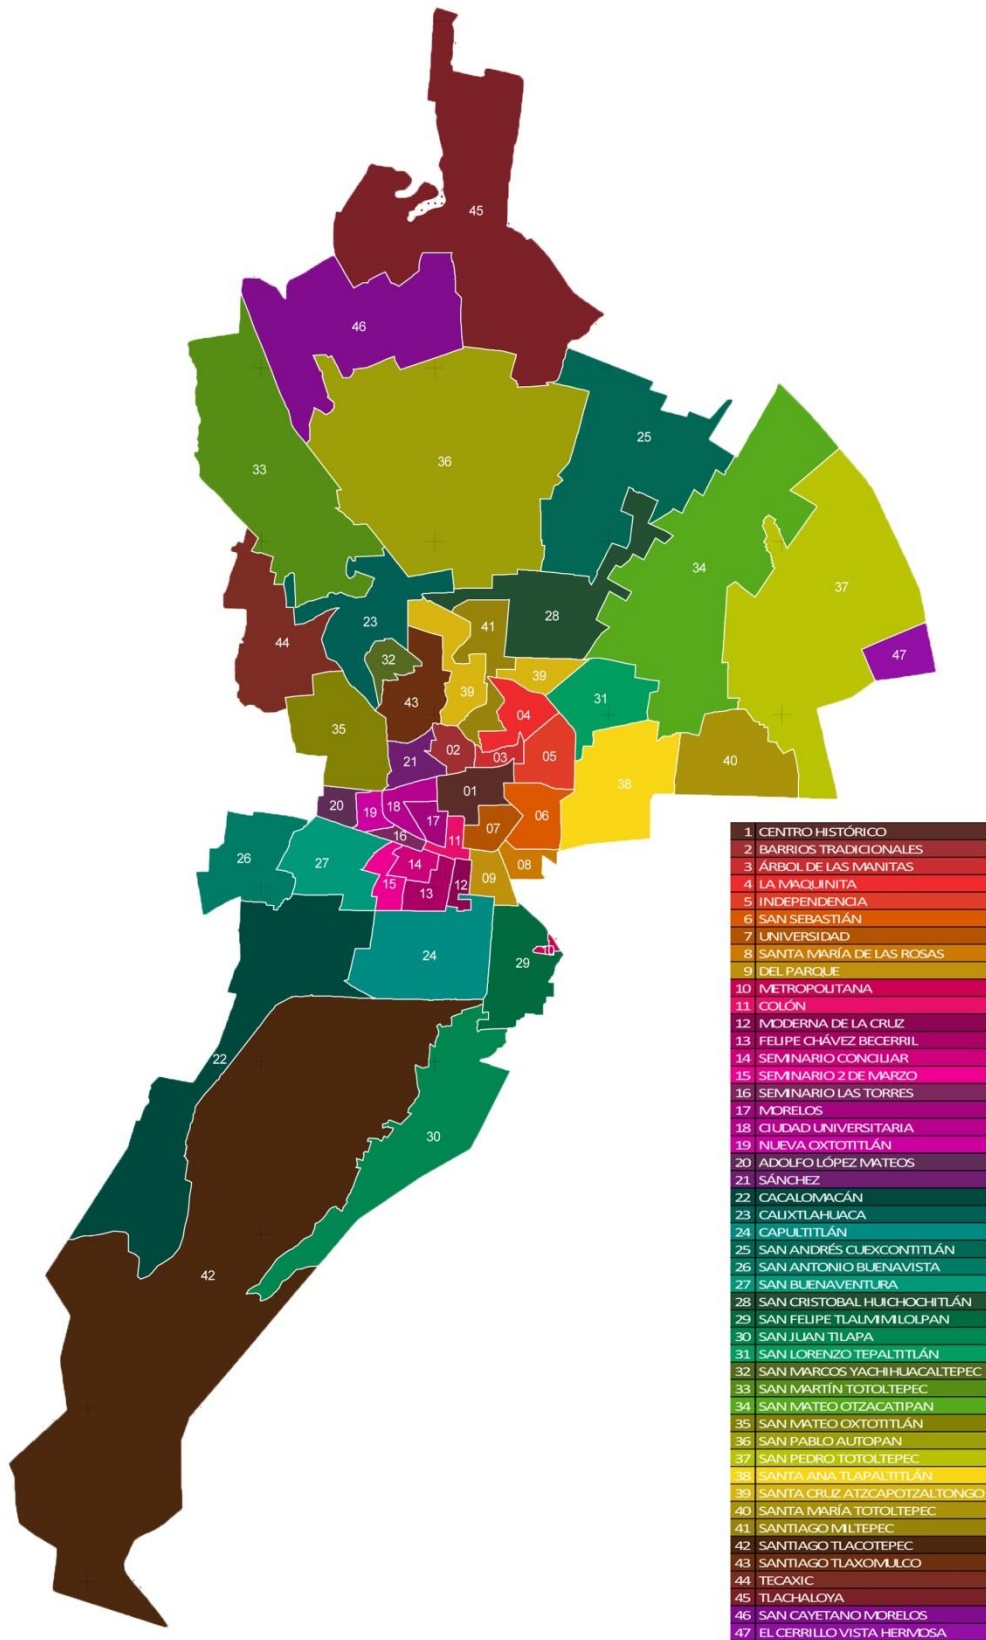 45
46
25
36
33
34
37
28
23
41
44
47
32
39
39
31
43
04
35
02
03
05
21
40
38
01
20
18
19
06
17
07
16
11
26
27
14
08
15
12
09
13
10
24
29
22
30
42
1 CENTRO HISTÓRICO
2 BARRIOS TRADICIONALES
3 ÁRBOL DE LAS MANITAS
4 LA MAQUINITA
5 INDEPENDENCIA
6 SAN SEBASTIÁN
7 UNIVERSIDAD
8 SANTA MARÍA DE LAS ROSAS
9 DEL PARQUE
10 METROPOLITANA
11 COLÓN
12 MODERNA DE LA CRUZ
13 FELIPE CHÁVEZ BECERRIL
14 SEMINARIO CONCILIAR
15 SEMINARIO 2 DE MARZO
16 SEMINARIO LAS TORRES
17 MORELOS
18 CIUDAD UNIVERSITARIA
19 NUEVA OXTOTITLÁN
20 ADOLFO LÓPEZ MATEOS
21 SÁNCHEZ
22 CACALOMACÁN
23 CALIXTLAHUACA
24 CAPULTITLÁN
25 SAN ANDRÉS CUEXCONTITLÁN
26 SAN ANTONIO BUENAVISTA
27 SAN BUENAVENTURA
28 SAN CRISTOBAL HUICHOCHITLÁN
29 SAN FELIPE TLALMIMILOLPAN
30 SAN JUAN TILAPA
31 SAN LORENZO TEPALTITLÁN
32 SAN MARCOS YACHIHUACALTEPEC
33 SAN MARTÍN TOTOLTEPEC
34 SAN MATEO OTZACATIPAN
35 SAN MATEO OXTOTITLÁN
36 SAN PABLO AUTOPAN
37 SAN PEDRO TOTOLTEPEC
38 SANTA ANA TLAPALTITLÁN
39 SANTA CRUZ ATZCAPOTZALTONGO
40 SANTA MARÍA TOTOLTEPEC
41 SANTIAGO MILTEPEC
42 SANTIAGO TLACOTEPEC
43 SANTIAGO TLAXOMULCO
44 TECAXIC
45 TLACHALOYA
46 SAN CAYETANO MORELOS
47 EL CERRILLO VISTA HERMOSA